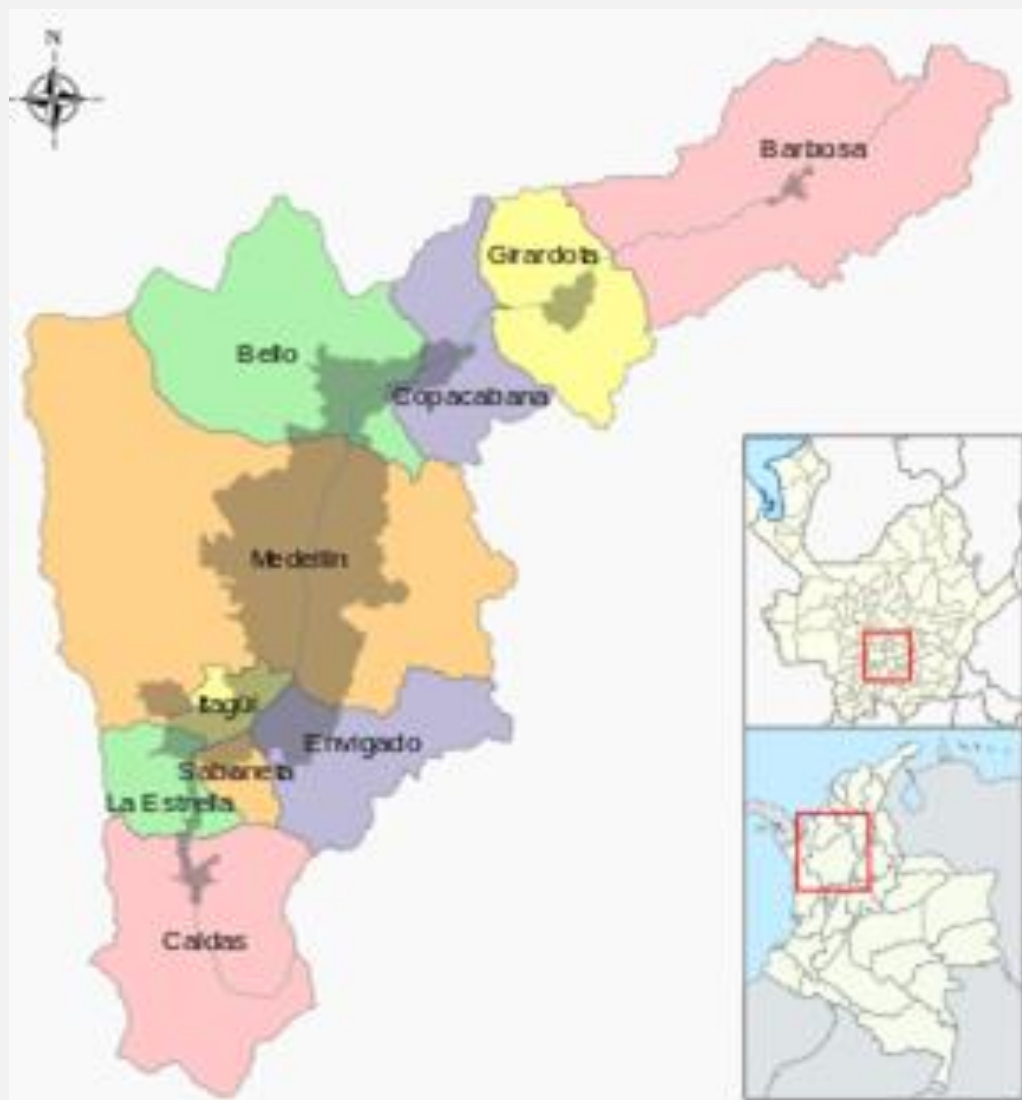 N
Barbosa
Girardota
Bello
Copacabana
Medellín
Itagüí
Envigado
Sabaneta
La Estrella
Caldas